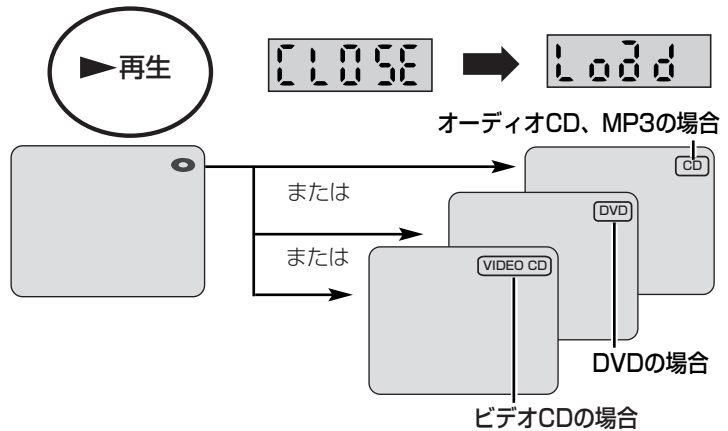 再生
CLOSE
Load
オーディオCD、MP3の場合
CD
または
DVD
または
VIDEO CD
DVDの場合
ビデオCDの場合